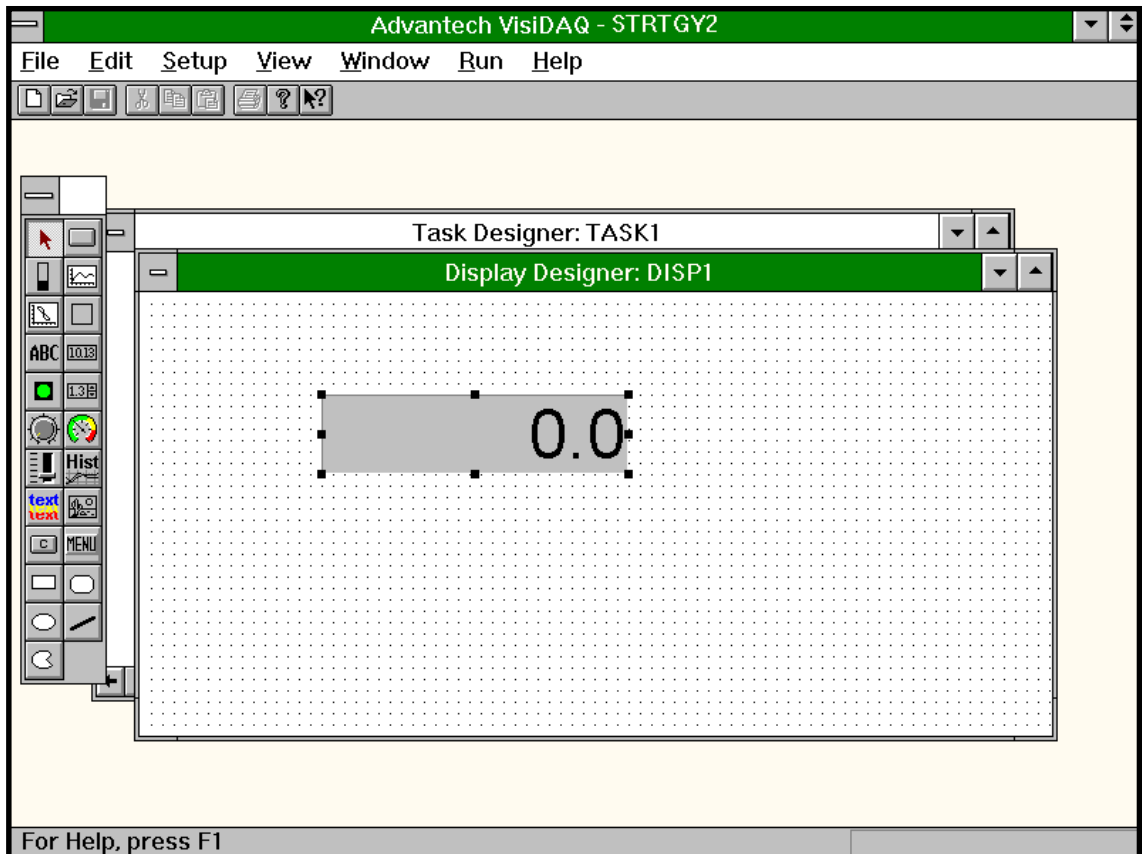 Advantech VisiDAQ - STRTGY2
File Edit Setup View Window Run Help
Task Designer: TASK1
Display Designer: DISP1
ABC 10.13
1.3
0.0
Hist
text
text
C MENU
For Help, press F1